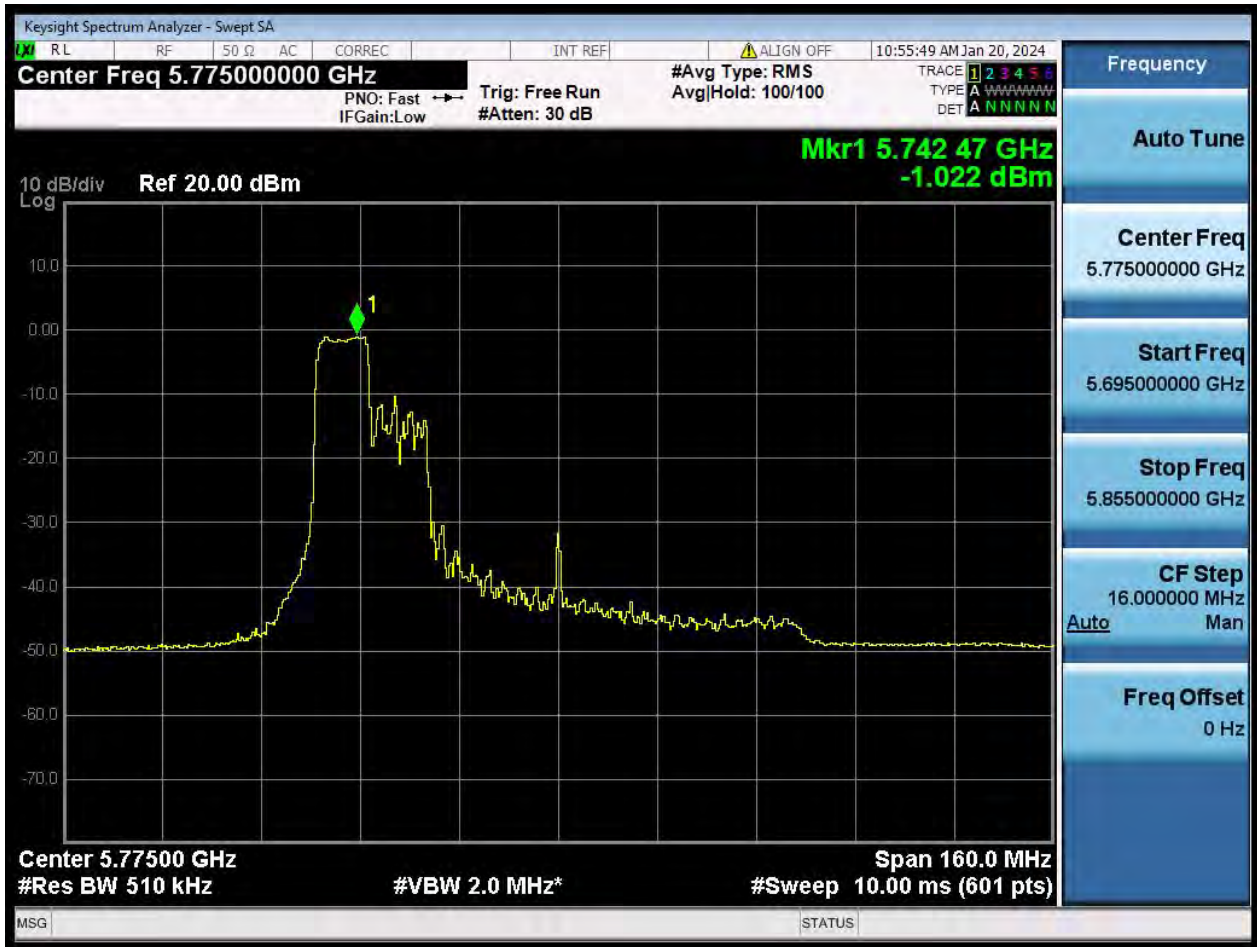 Keysight Spectrum Analyzer - Swept SA
LXI RL RF 50 Ω AC CORREC INT REF ALIGN OFF 10:55:49 AM Jan 20, 2024
Center Freq 5.775000000 GHz
PNO: Fast
IFGain:Low
Trig: Free Run
#Atten: 30 dB
#Avg Type: RMS
Avg|Hold: 100/100
TRACE 1 2 3 4 5 6
TYPE A WWWWW
DET A N N N N N
Mkr1 5.742 47 GHz
-1.022 dBm
10 dB/div Ref 20.00 dBm
Log
10.0
0.00
-10.0
-20.0
-30.0
-40.0
-50.0
-60.0
-70.0
1
Center 5.77500 GHz Span 160.0 MHz
#Res BW 510 kHz #VBW 2.0 MHz* #Sweep 10.00 ms (601 pts)
MSG STATUS
Frequency
Auto Tune
Center Freq
5.775000000 GHz
Start Freq
5.695000000 GHz
Stop Freq
5.855000000 GHz
CF Step
16.000000 MHz
Auto Man
Freq Offset
0 Hz